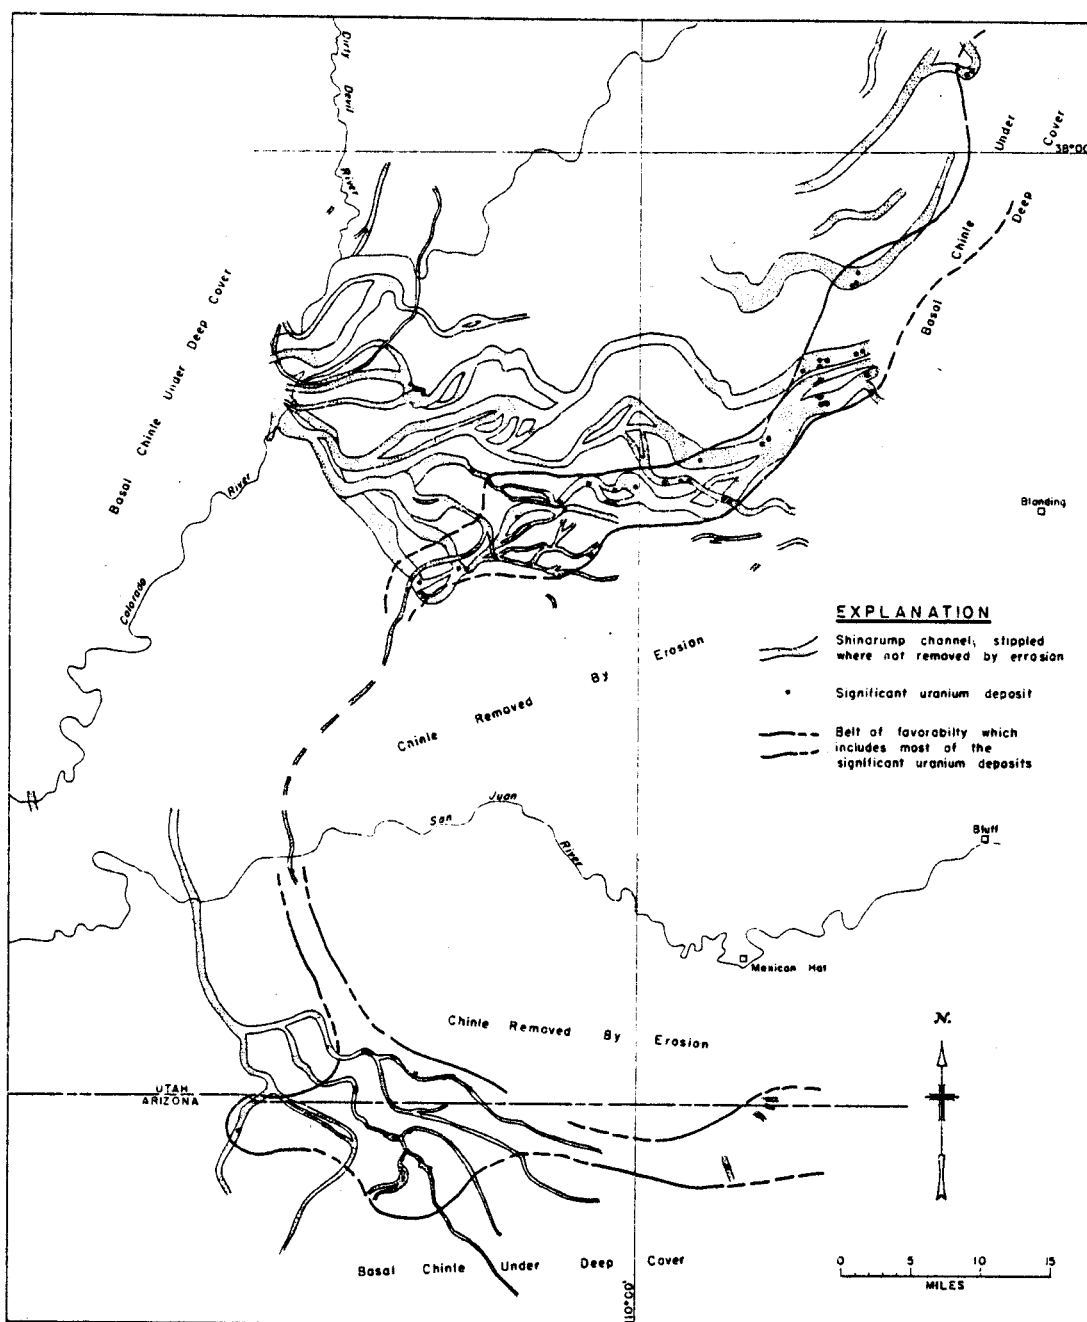 Dirty Devil
River
Under Cover
38°00
Basal Chinle Deep
Basal Chinle Under Deep Cover
River
Colorado
Blanding
EXPLANATION
Shinarump channel; stippled
where not removed by errosion
Significant uranium deposit
Belt of favorabilty which
includes most of the
significant uranium deposits
Chinle Removed By Erosion
San Juan
River
Bluff
Mexican Hat
Chinle Removed By Erosion
N.
UTAH
ARIZONA
Basal Chinle Under Deep Cover
110°00'
0 5 10 15
MILES